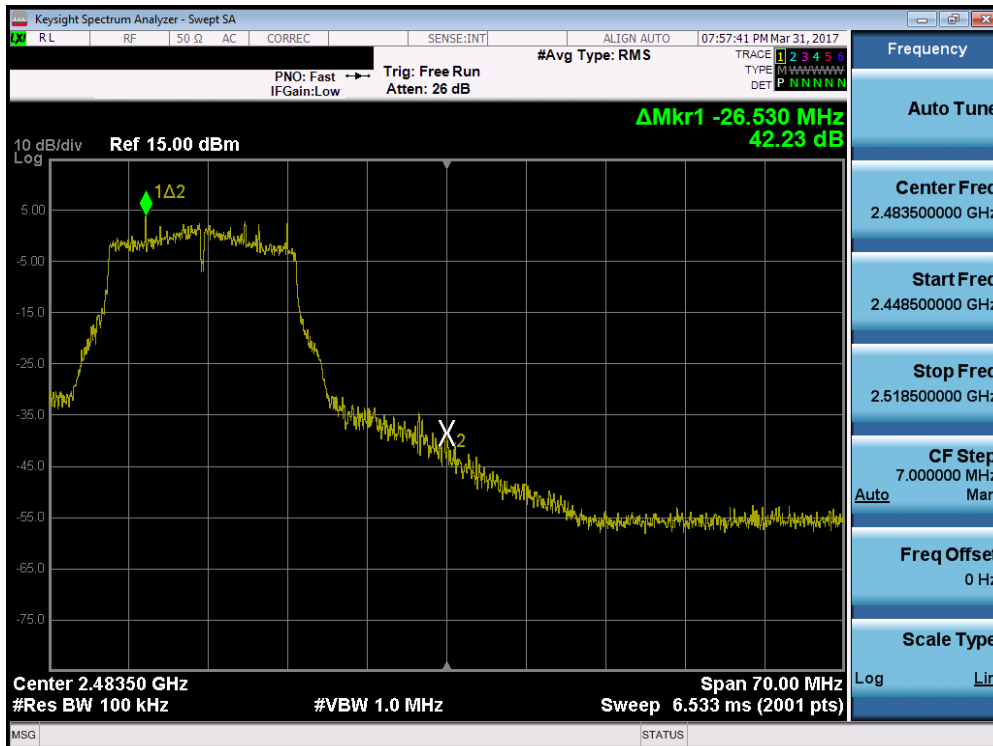 Keysight Spectrum Analyzer - Swept SA
LXI RL RF 50 Ω AC CORREC SENSE:INT ALIGN AUTO 07:57:41 PM Mar 31, 2017
PNO: Fast
IFGain:Low
Trig: Free Run
Atten: 26 dB
#Avg Type: RMS
TRACE 1 2 3 4 5 6
TYPE M WWWWW
DET P N N N N N
Frequency
ΔMkr1 -26.530 MHz
42.23 dB
10 dB/div Ref 15.00 dBm
Log
1Δ2
5.00
-5.00
-15.0
-25.0
-35.0
-45.0
-55.0
-65.0
-75.0
X2
Center 2.48350 GHz Span 70.00 MHz
#Res BW 100 kHz #VBW 1.0 MHz Sweep 6.533 ms (2001 pts)
Auto Tune
Center Freq
2.483500000 GHz
Start Freq
2.448500000 GHz
Stop Freq
2.518500000 GHz
CF Step
7.000000 MHz
Auto Man
Freq Offset
0 Hz
Scale Type
Log Lin
MSG STATUS